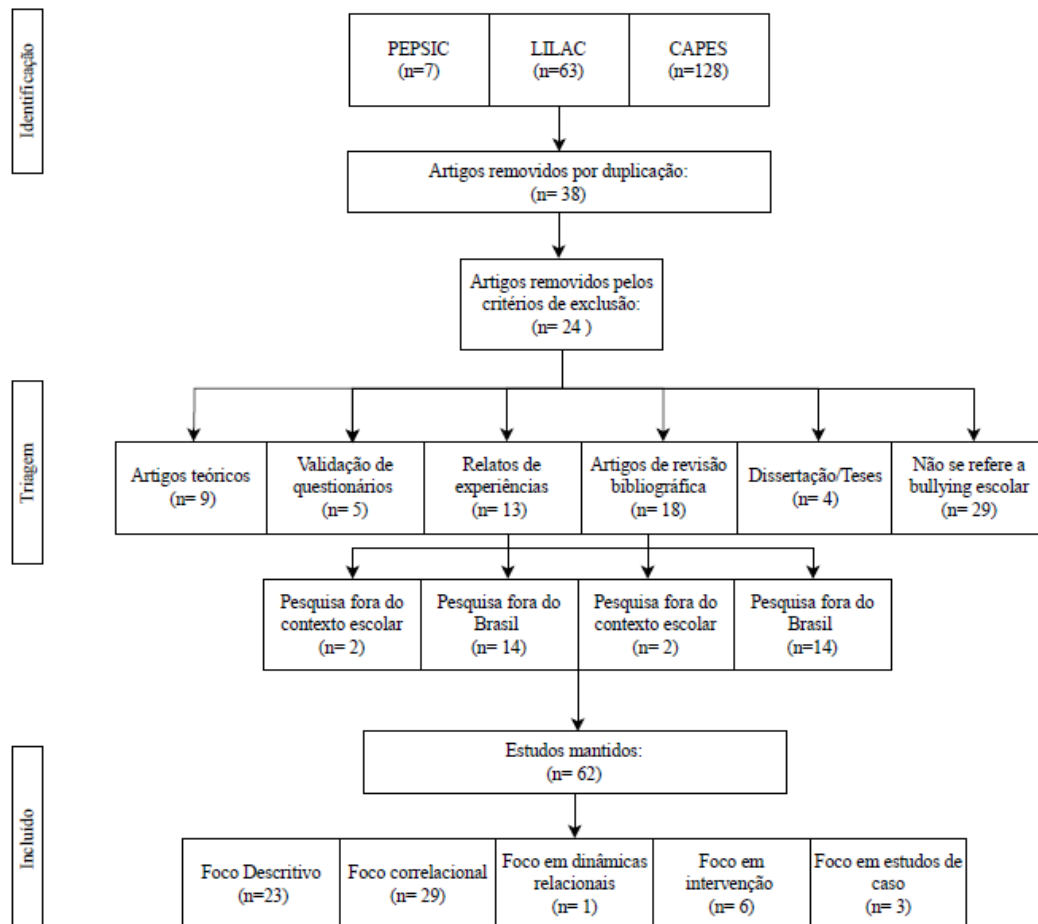 Identificação
PEPSIC
(n=7)
LILAC
(n=63)
CAPES
(n=128)
Artigos removidos por duplicação:
(n= 38)
Artigos removidos pelos
critérios de exclusão:
(n= 24 )
Triagem
Artigos teóricos
(n= 9)
Validação de
questionários
(n= 5)
Relatos de
experiências
(n= 13)
Artigos de revisão
bibliográfica
(n= 18)
Dissertação/Teses
(n= 4)
Não se refere a
bullying escolar
(n= 29)
Pesquisa fora do
contexto escolar
(n= 2)
Pesquisa fora do
Brasil
(n= 14)
Pesquisa fora do
contexto escolar
(n= 2)
Pesquisa fora do
Brasil
(n=14)
Incluído
Estudos mantidos:
(n= 62)
Foco Descritivo
(n=23)
Foco correlacional
(n= 29)
Foco em dinâmicas
relacionais
(n= 1)
Foco em
intervenção
(n= 6)
Foco em estudos de
caso
(n= 3)